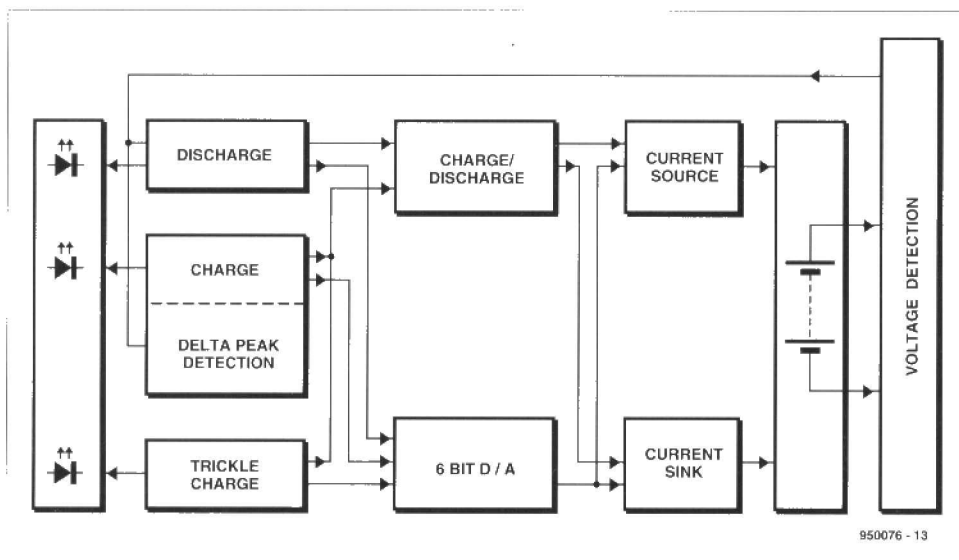 DISCHARGE
CHARGE/
DISCHARGE
CURRENT
SOURCE
CHARGE
DELTA PEAK
DETECTION
VOLTAGE DETECTION
TRICKLE
CHARGE
6 BIT D / A
CURRENT
SINK
950076 - 13